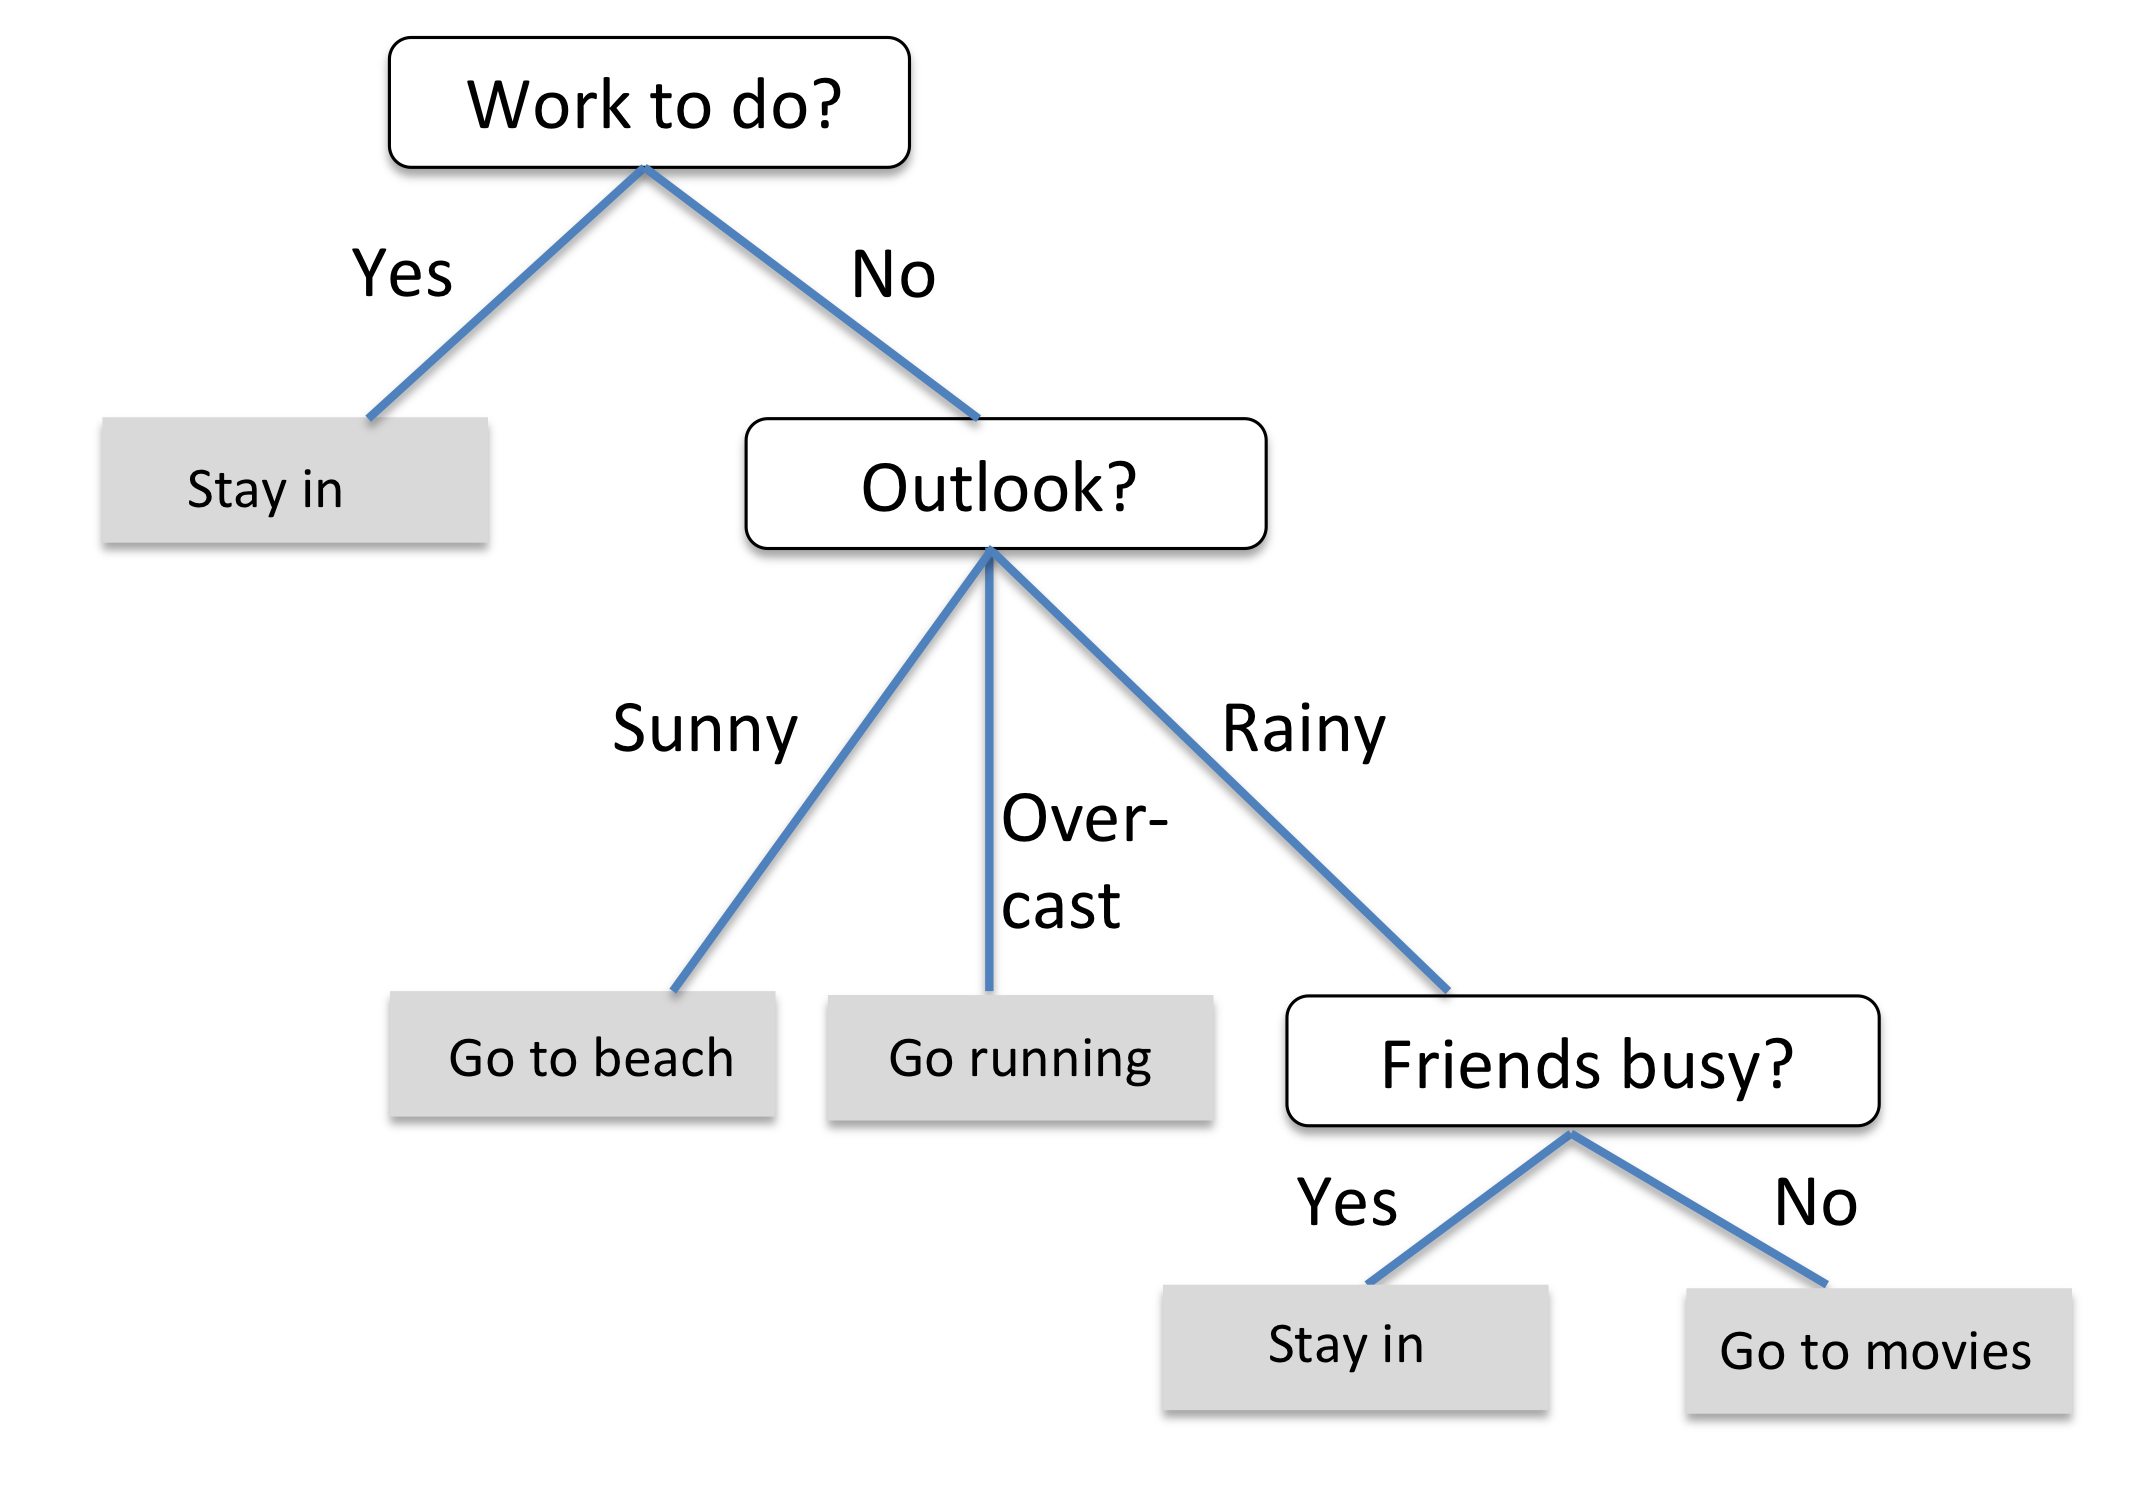 Work to do?
Yes
No
Stay in
Outlook?
Sunny
Rainy
Over-
cast
Go to beach
Go running
Friends busy?
Yes
No
Stay in
Go to movies